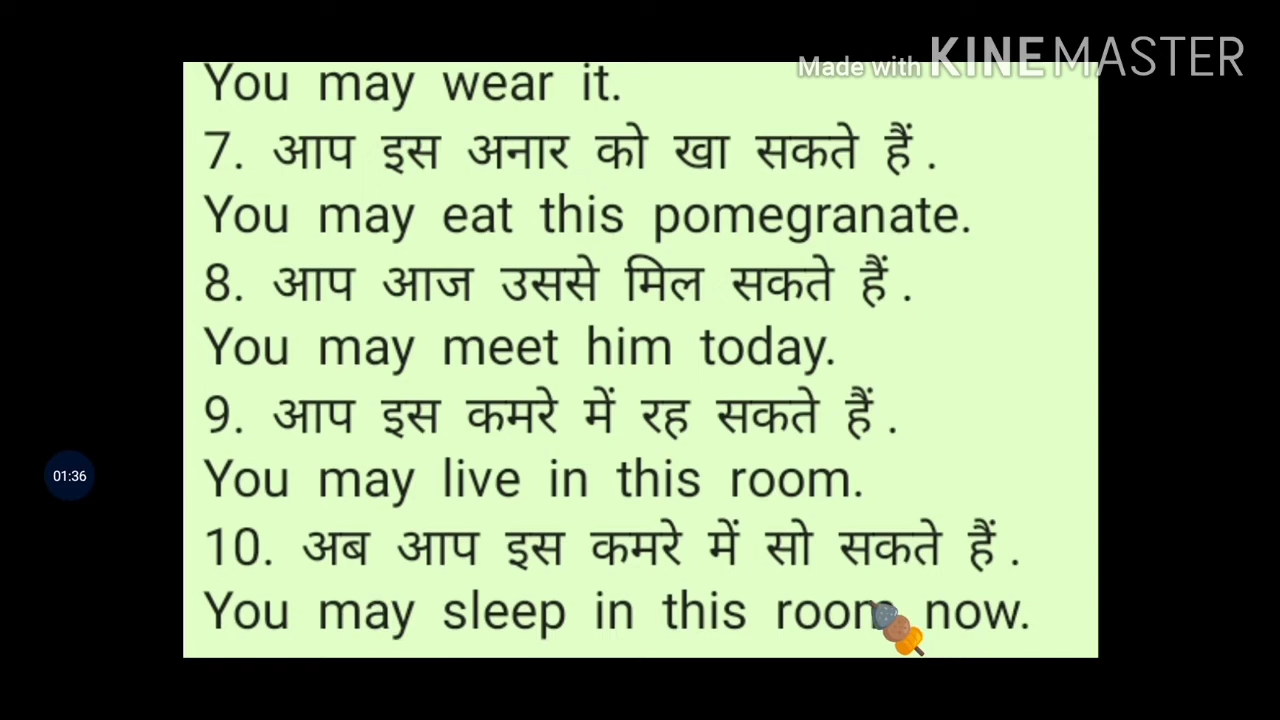 Made with KINEMASTER
You may wear it.
7. आप इस अनार को खा सकते हैं .
You may eat this pomegranate.
8. आप आज उससे मिल सकते हैं .
You may meet him today.
9. आप इस कमरे में रह सकते हैं .
You may live in this room.
01:36
10. अब आप इस कमरे में सो सकते हैं .
You may sleep in this room now.